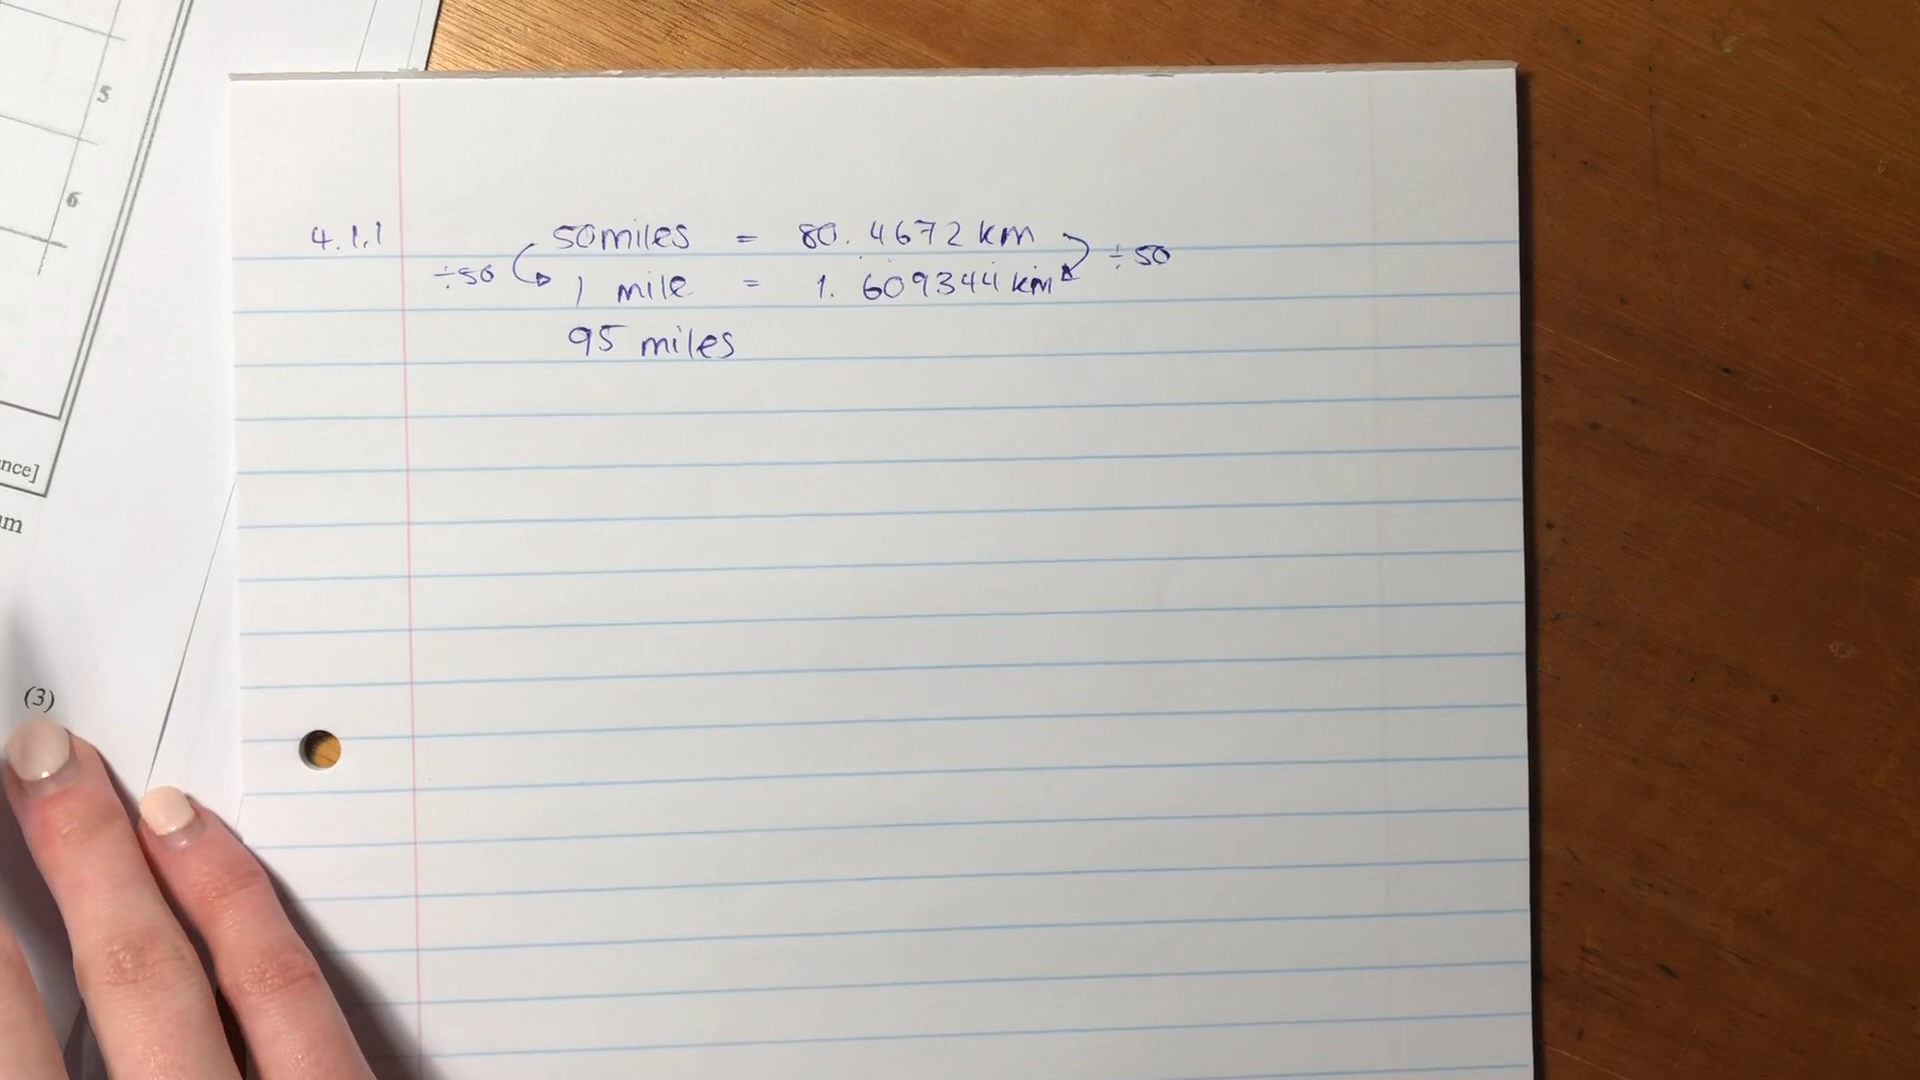 5
6
nce]
um
(3)
4.1.1 50miles = 80.4672 km
÷50 1 mile = 1.609344 km ÷50
95 miles